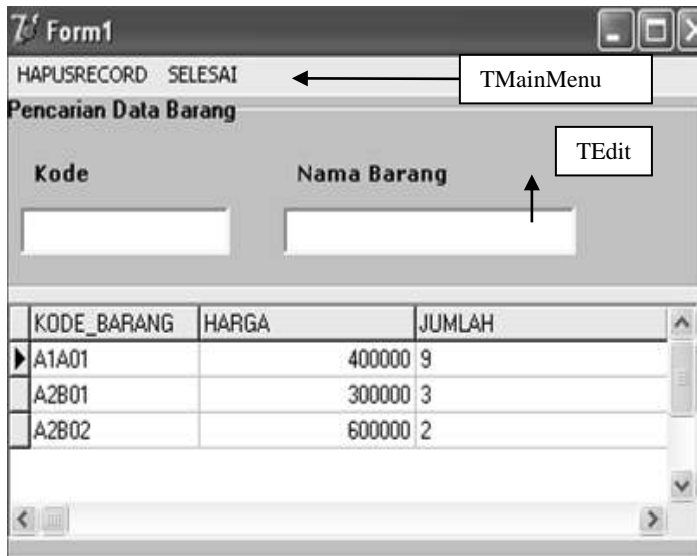 Form1
HAPUSRECORD SELESAI
TMainMenu
Pencarian Data Barang
TEdit
Kode Nama Barang
KODE_BARANG HARGA JUMLAH
A1A01 400000 9
A2B01 300000 3
A2B02 600000 2